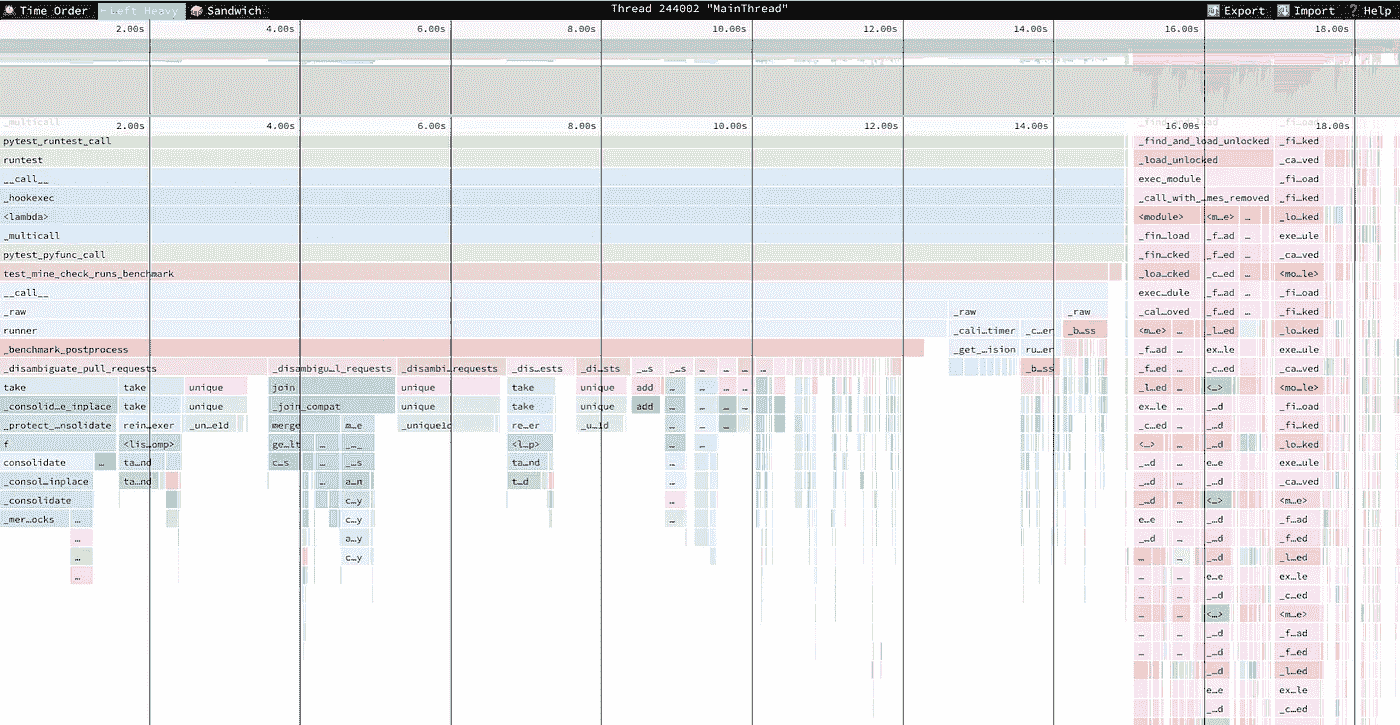 Time Order Left Heavy Sandwich Thread 244002 "MainThread" Export Import ? Help
2.00s 4.00s 6.00s 8.00s 10.00s 12.00s 14.00s 16.00s 18.00s
_multicall
2.00s 4.00s 6.00s 8.00s 10.00s 12.00s 14.00s 16.00s 18.00s
pytest_runtest_call _find_and_load_unlocked _fi…ked
runtest _load_unlocked _ca…ved
__call__ exec_module _fi…oad
_hookexec _call_with_…mes_removed _fi…ked
<lambda> <module> <m…e> … _lo…ked
_multicall _fin…load _f…ad … exe…ule
pytest_pyfunc_call _fin…cked _f…ed … _ca…ved
test_mine_check_runs_benchmark _loa…cked _c…ed … <mo…le>
__call__ exec…dule _f…ad … _fi…oad
_raw _raw _raw _cal…oved _f…ed … _fi…ked
runner _cali…timer _c…er _b…ss <m…e> … _l…ed _lo…ked
_benchmark_postprocess _get_…ision ru…er _f…ad … ex…le exe…ule
_disambiguate_pull_requests _disambigu…l_requests _disambi…requests _dis…ests _di…sts _…s _…s … … … … _b…ss _f…ed … _c…ed _ca…ved
take take unique join unique take unique add … … … … _l…ed … <…> <mo…le>
_consolid…e_inplace take unique _join_compat unique take unique add … … … … ex…le … _…d _fi…oad
_protect_…nsolidate rein…exer _un…eld merge m…e _uniqueld re…er _u…ld … … … _c…ed … _…d _fi…ked
f <lis…omp> ge…lt … _…_ <l…p> … … <…> … _…d _lo…ked
consolidate … ta…nd c…s … _…s ta…nd … _…d … e…e exe…ule
_consol…inplace ta…nd … a…n t…d … _…d … _…d _ca…ved
_consolidate c…y … _…d … <…> <m…e>
_mer…ocks … c…y … e…e … _…d _f…ad
… a…y _…d … _…d _f…ed
… c…y … … _…d _l…ed
… … … e…e ex…le
… … _…d _c…ed
… … <…> <m…e>
… … _…d _f…ad
… … _…d _f…ed
… … _…d _l…ed
… … e…e ex…le
… … _…d _c…ed